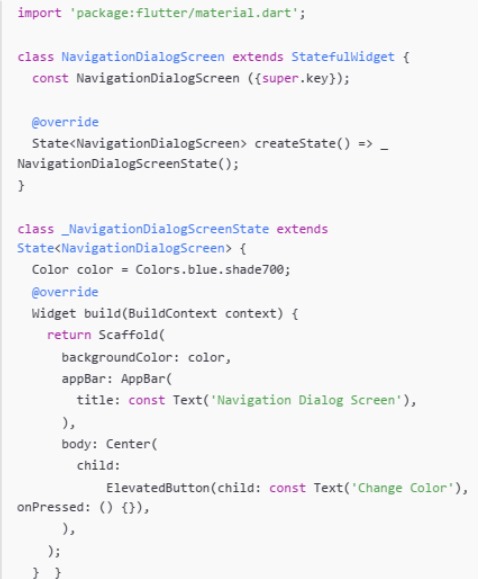 import 'package:flutter/material.dart';

class NavigationDialogScreen extends StatefulWidget {
  const NavigationDialogScreen ({super.key});

  @override
  State<NavigationDialogScreen> createState() => _
NavigationDialogScreenState();
}

class _NavigationDialogScreenState extends
State<NavigationDialogScreen> {
  Color color = Colors.blue.shade700;
  @override
  Widget build(BuildContext context) {
    return Scaffold(
      backgroundColor: color,
      appBar: AppBar(
        title: const Text('Navigation Dialog Screen'),
      ),
      body: Center(
        child:
            ElevatedButton(child: const Text('Change Color'),
onPressed: () {}),
      ),
    );
  }  }